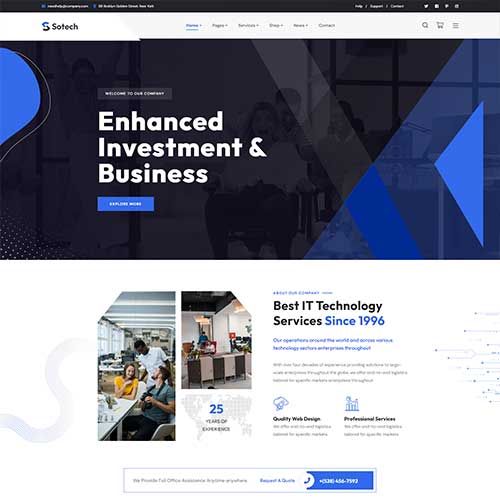 needhelp@company.com 88 Broklyn Golden Street. New York
Help / Support / Contact
Sotech
Home Pages Services Shop News Contact
WELCOME TO OUR COMPANY
Enhanced
Investment &
Business
EXPLORE MORE
ABOUT OUR COMPANY
Best IT Technology
Services Since 1996
Our operations around the world and across various
technology sectors enterprises throughout
With over four decades of experience providing solutions to large-
scale enterprises throughout the globe, we offer end-to-end logistics
tailored for specific markets enterprises throughout
25
YEARS OF
EXPERIENCE
Quality Web Design
We offer end-to-end logistics
tailored for specific markets
Professional Services
We offer end-to-end logistics
tailored for specific markets
We Provide Full Office Assistance Anytime anywhere
Request A Quote
+(528) 456-7592